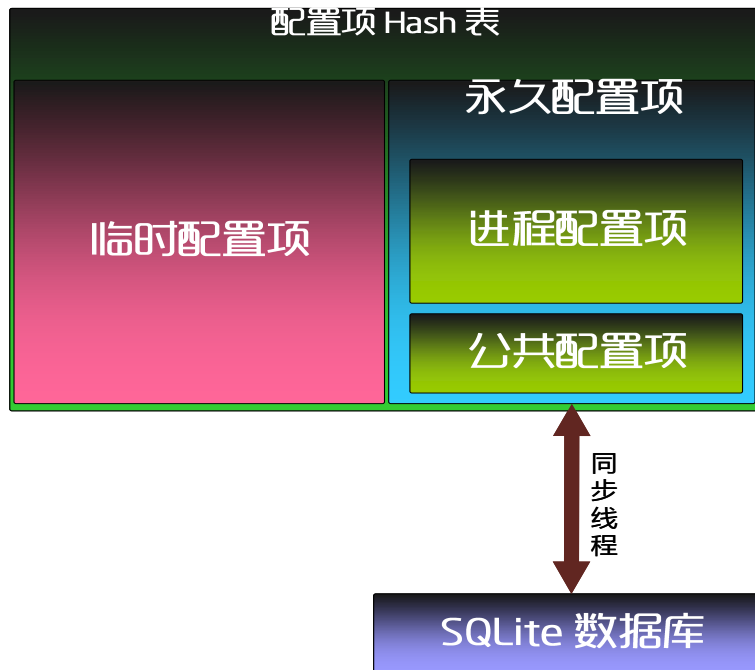 配置项 Hash 表
永久配置项
临时配置项
进程配置项
公共配置项
同步线程
SQLite 数据库